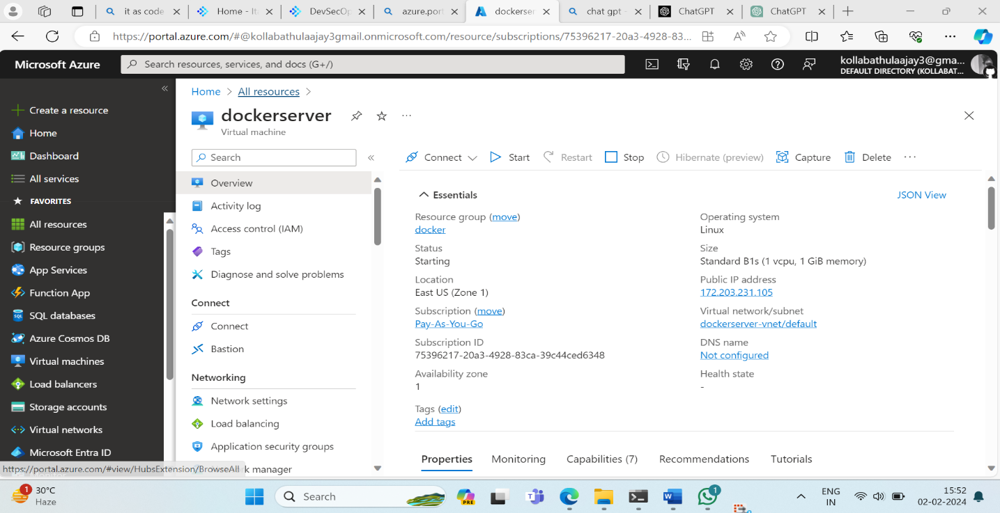 it as code
Home - Ita
DevSecOp
azure.port
dockerser
chat gpt -
ChatGPT
ChatGPT
https://portal.azure.com/#@kollabathulaajay3gmail.onmicrosoft.com/resource/subscriptions/75396217-20a3-4928-83...
Microsoft Azure
Search resources, services, and docs (G+/)
kollabathulaajay3@gma...
DEFAULT DIRECTORY (KOLLABAT...
Create a resource
Home
Dashboard
All services
FAVORITES
All resources
Resource groups
App Services
Function App
SQL databases
Azure Cosmos DB
Virtual machines
Load balancers
Storage accounts
Virtual networks
Microsoft Entra ID
https://portal.azure.com/#view/HubsExtension/BrowseAll
Home > All resources >
dockerserver
Virtual machine
Search
Overview
Activity log
Access control (IAM)
Tags
Diagnose and solve problems
Connect
Connect
Bastion
Networking
Network settings
Load balancing
Application security groups
k manager
Connect
Start
Restart
Stop
Hibernate (preview)
Capture
Delete
Essentials
JSON View
Resource group (move)
docker
Status
Starting
Location
East US (Zone 1)
Subscription (move)
Pay-As-You-Go
Subscription ID
75396217-20a3-4928-83ca-39c44ced6348
Availability zone
1
Tags (edit)
Add tags
Operating system
Linux
Size
Standard B1s (1 vcpu, 1 GiB memory)
Public IP address
172.203.231.105
Virtual network/subnet
dockerserver-vnet/default
DNS name
Not configured
Health state
-
Properties
Monitoring
Capabilities (7)
Recommendations
Tutorials
1
30°C
Haze
Search
PRE
1
ENG
IN
15:52
02-02-2024